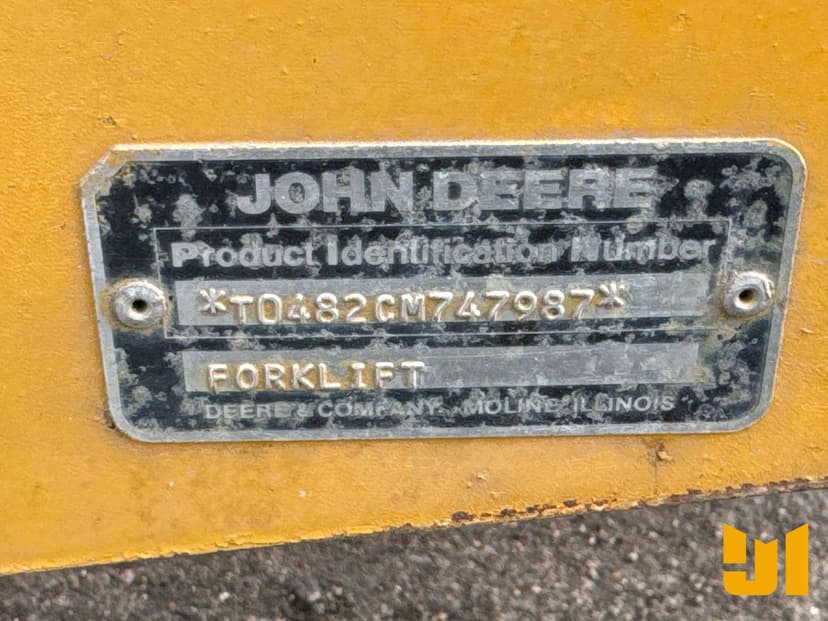 JOHN DEERE
Product Identification Number
*T0482CM747987*
FORKLIFT
DEERE & COMPANY MOLINE ILLINOIS